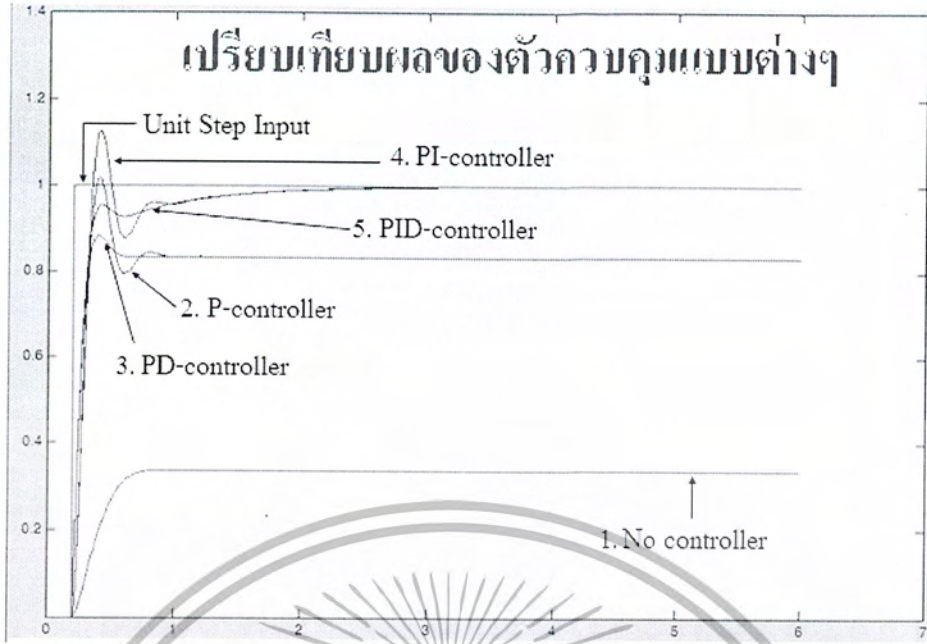 เปรียบเทียบผลของตัวควบคุมแบบต่างๆ
1.4
1.2
Unit Step Input
4. PI-controller
1
5. PID-controller
0.8
2. P-controller
3. PD-controller
0.6
0.4
0.2
1. No controller
0
1
2
3
4
5
6
7